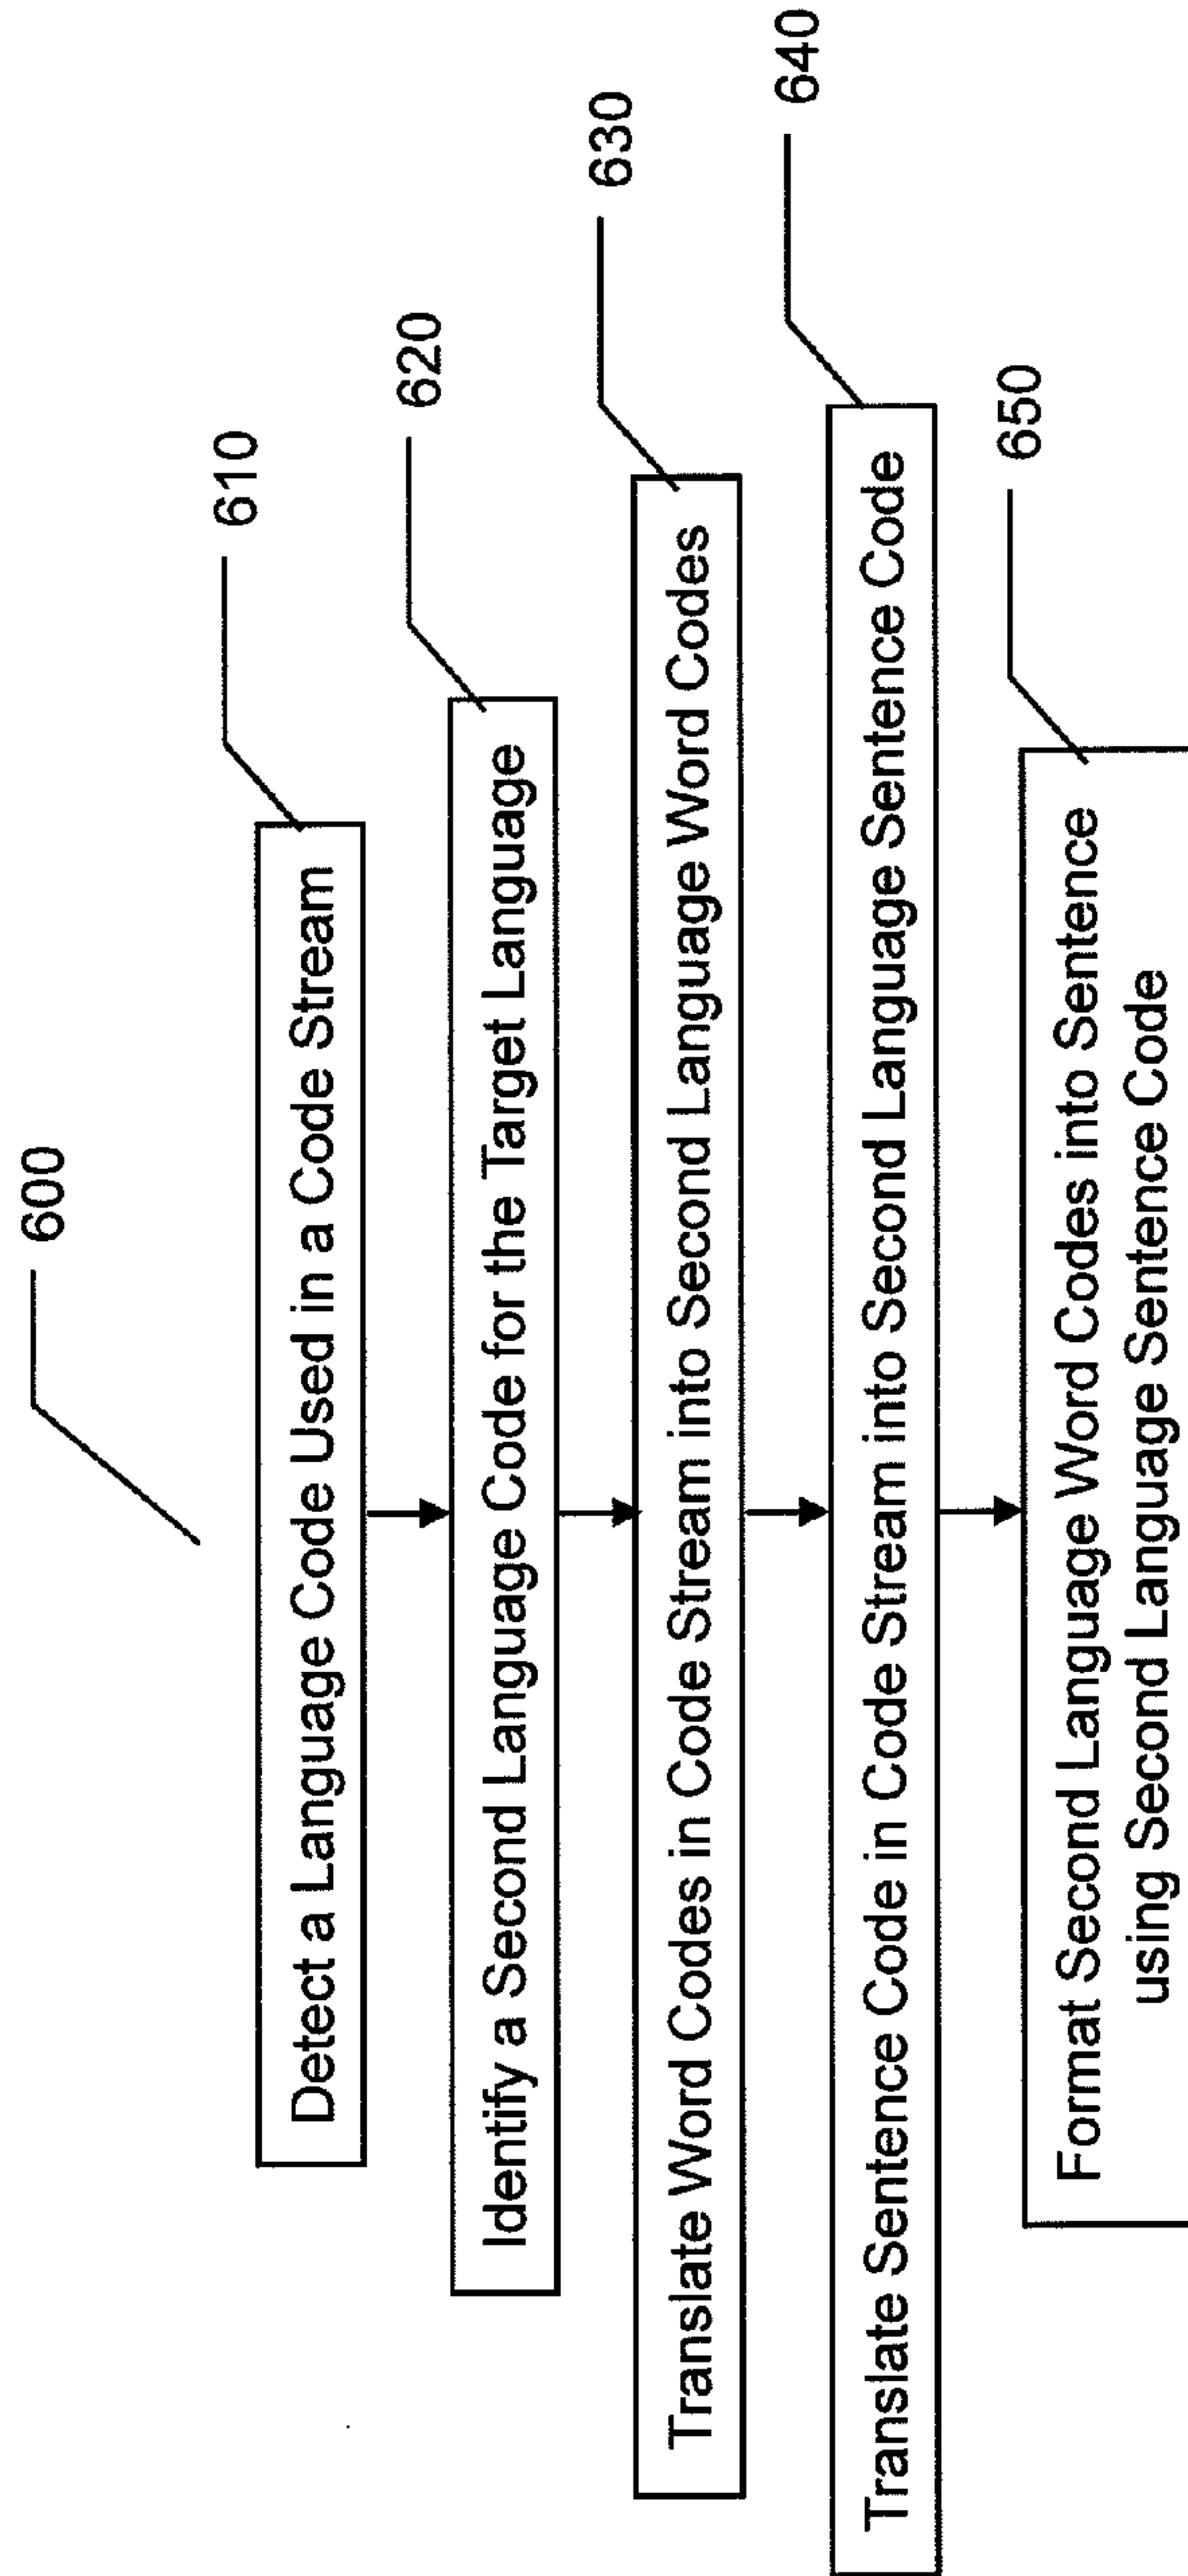 600
Detect a Language Code Used in a Code Stream
610
Identify a Second Language Code for the Target Language
620
Translate Word Codes in Code Stream into Second Language Word Codes
630
Translate Sentence Code in Code Stream into Second Language Sentence Code
640
Format Second Language Word Codes into Sentence
using Second Language Sentence Code
650